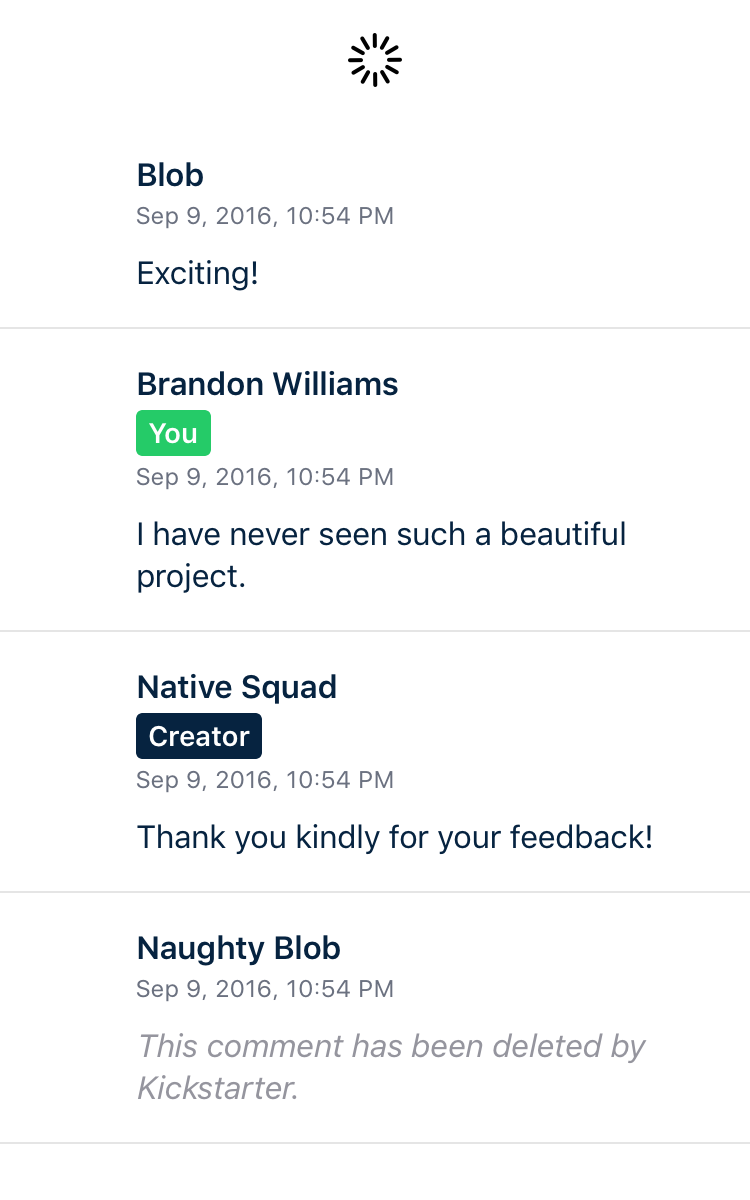 Blob
Sep 9, 2016, 10:54 PM
Exciting!
Brandon Williams
You
Sep 9, 2016, 10:54 PM
I have never seen such a beautiful
project.
Native Squad
Creator
Sep 9, 2016, 10:54 PM
Thank you kindly for your feedback!
Naughty Blob
Sep 9, 2016, 10:54 PM
This comment has been deleted by
Kickstarter.